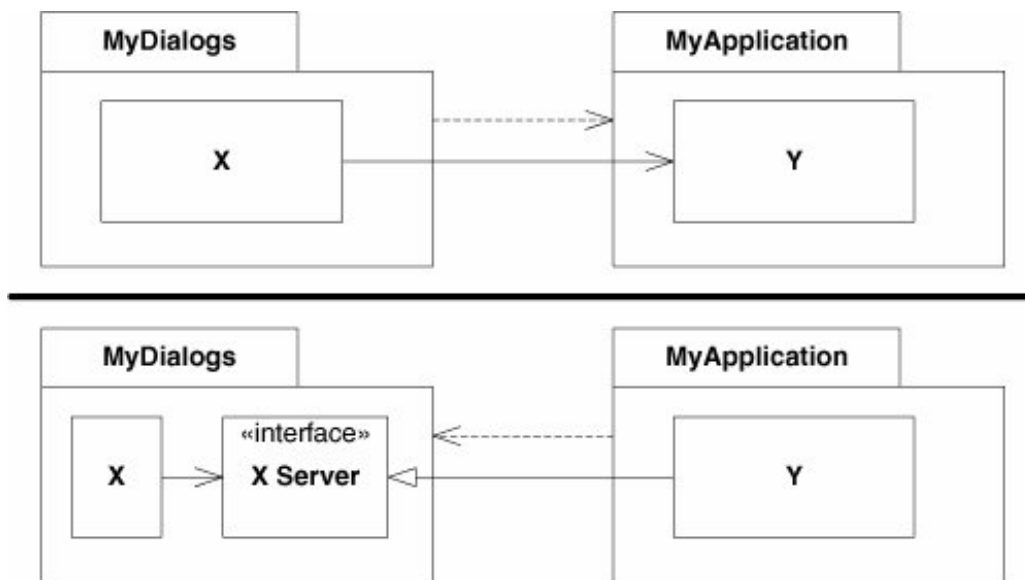 MyDialogs
MyApplication
X
Y
MyDialogs
MyApplication
X
«interface»
X Server
Y